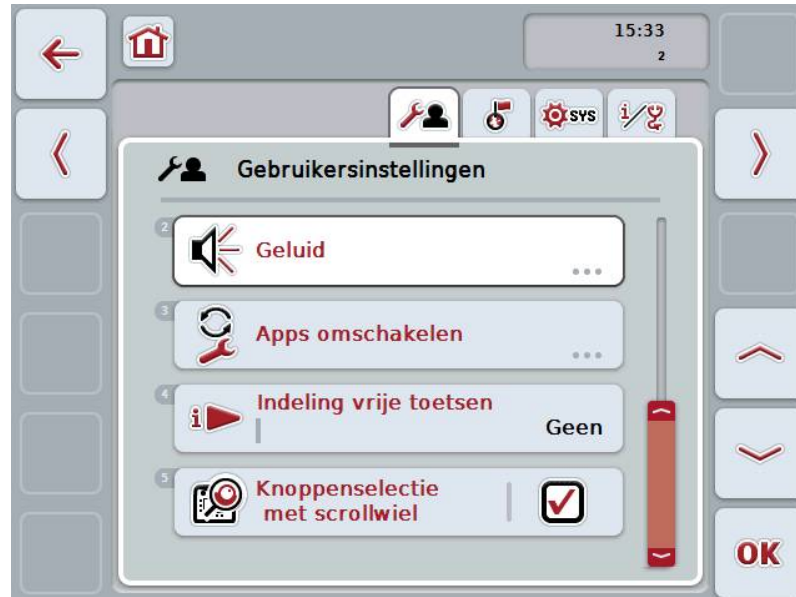 15:33
2
SYS
i
Gebruikersinstellingen
2
Geluid
...
3
Apps omschakelen
...
4
i
Indeling vrije toetsen
Geen
5
Knoppenselectie
met scrollwiel
OK